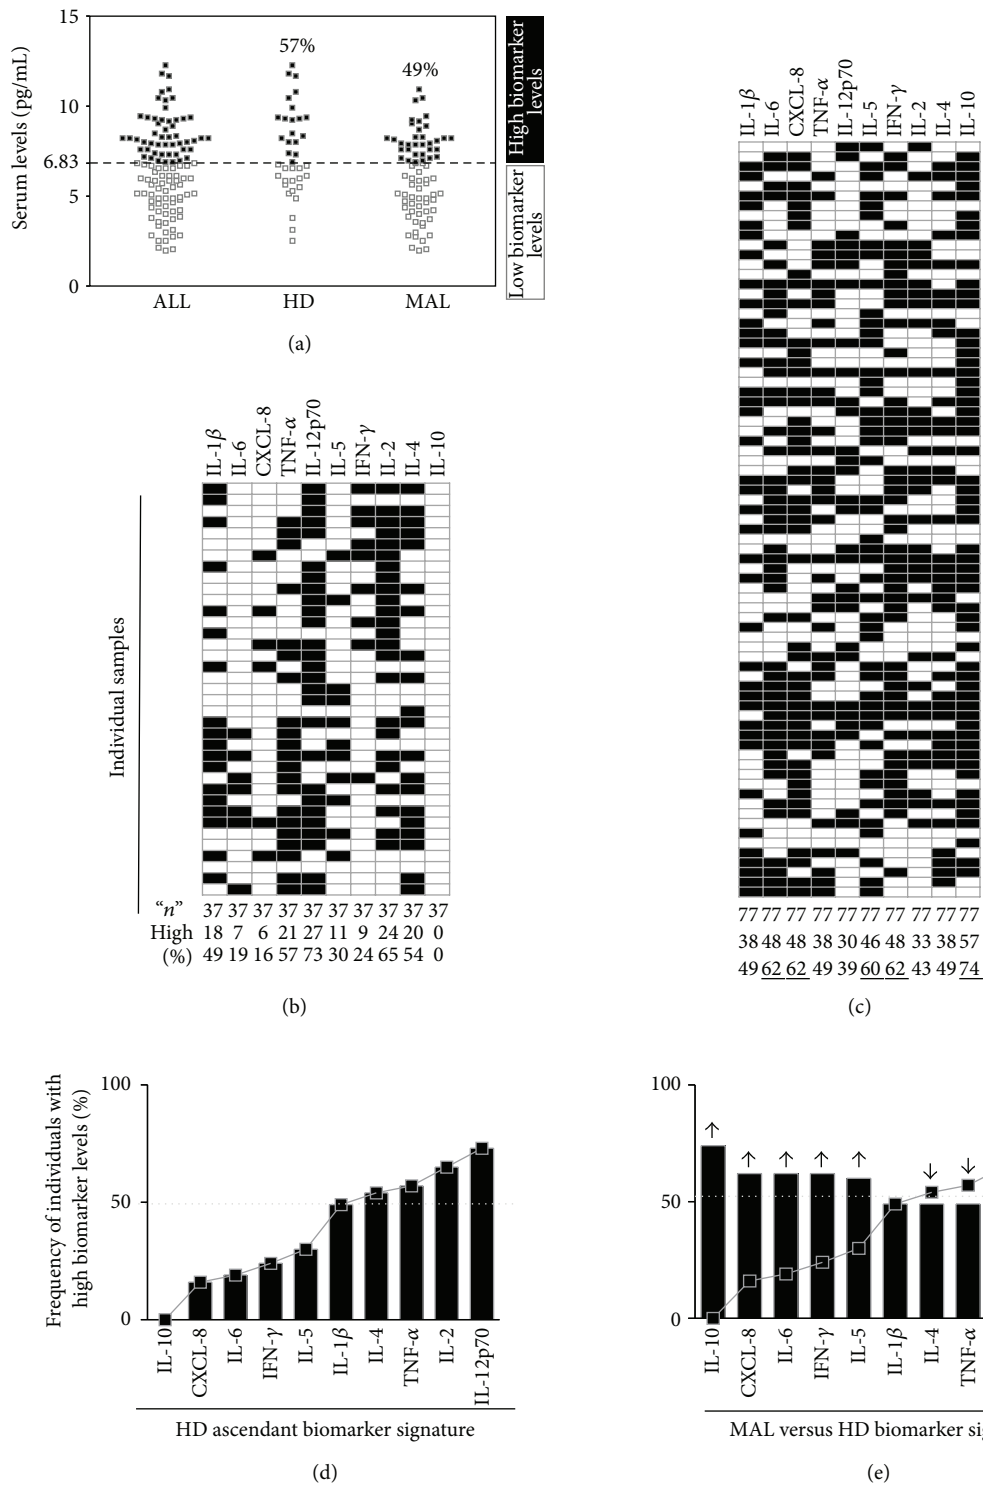 15
10
6.83
5
0
Serum levels (pg/mL)
57%
49%
ALL
HD
MAL
High biomarker levels
Low biomarker levels
(a)
IL-1β
IL-6
CXCL-8
TNF-α
IL-12p70
IL-5
IFN-γ
IL-2
IL-4
IL-10
Individual samples
“n” 37 37 37 37 37 37 37 37 37 37
High 18 7 6 21 27 11 9 24 20 0
(%) 49 19 16 57 73 30 24 65 54 0
(b)
IL-1β
IL-6
CXCL-8
TNF-α
IL-12p70
IL-5
IFN-γ
IL-2
IL-4
IL-10
77 77 77 77 77 77 77 77 77 77
38 48 48 38 30 46 48 33 38 57
49 62 62 49 39 60 62 43 49 74
(c)
Frequency of individuals with
high biomarker levels (%)
100
50
0
IL-10
CXCL-8
IL-6
IFN-γ
IL-5
IL-1β
IL-4
TNF-α
IL-2
IL-12p70
HD ascendant biomarker signature
(d)
100
50
0
↑ ↑ ↑ ↑ ↑ ↓ ↓
IL-10
CXCL-8
IL-6
IFN-γ
IL-5
IL-1β
IL-4
TNF-α
MAL versus HD biomarker sig
(e)